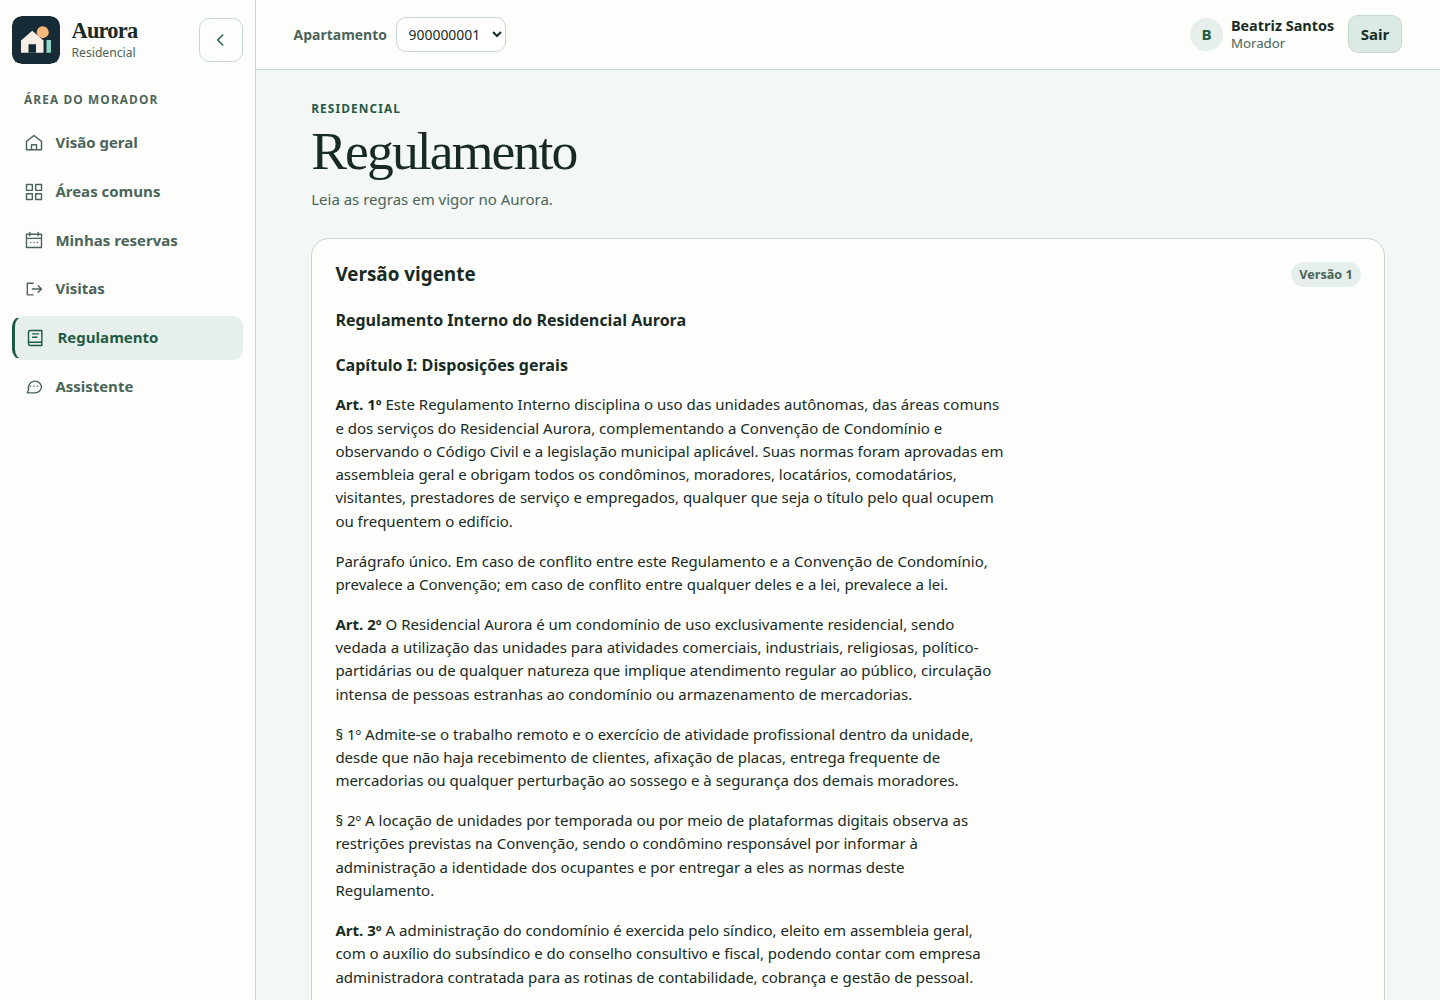 Aurora
Residencial
ÁREA DO MORADOR
Visão geral
Áreas comuns
Minhas reservas
Visitas
Regulamento
Assistente
Apartamento
900000001
B
Beatriz Santos
Morador
Sair
RESIDENCIAL
Regulamento
Leia as regras em vigor no Aurora.
Versão vigente
Versão 1
Regulamento Interno do Residencial Aurora
Capítulo I: Disposições gerais
Art. 1º Este Regulamento Interno disciplina o uso das unidades autônomas, das áreas comuns
e dos serviços do Residencial Aurora, complementando a Convenção de Condomínio e
observando o Código Civil e a legislação municipal aplicável. Suas normas foram aprovadas em
assembleia geral e obrigam todos os condôminos, moradores, locatários, comodatários,
visitantes, prestadores de serviço e empregados, qualquer que seja o título pelo qual ocupem
ou frequentem o edifício.
Parágrafo único. Em caso de conflito entre este Regulamento e a Convenção de Condomínio,
prevalece a Convenção; em caso de conflito entre qualquer deles e a lei, prevalece a lei.
Art. 2º O Residencial Aurora é um condomínio de uso exclusivamente residencial, sendo
vedada a utilização das unidades para atividades comerciais, industriais, religiosas, político-
partidárias ou de qualquer natureza que implique atendimento regular ao público, circulação
intensa de pessoas estranhas ao condomínio ou armazenamento de mercadorias.
§ 1º Admite-se o trabalho remoto e o exercício de atividade profissional dentro da unidade,
desde que não haja recebimento de clientes, afixação de placas, entrega frequente de
mercadorias ou qualquer perturbação ao sossego e à segurança dos demais moradores.
§ 2º A locação de unidades por temporada ou por meio de plataformas digitais observa as
restrições previstas na Convenção, sendo o condômino responsável por informar à
administração a identidade dos ocupantes e por entregar a eles as normas deste
Regulamento.
Art. 3º A administração do condomínio é exercida pelo síndico, eleito em assembleia geral,
com o auxílio do subsíndico e do conselho consultivo e fiscal, podendo contar com empresa
administradora contratada para as rotinas de contabilidade, cobrança e gestão de pessoal.